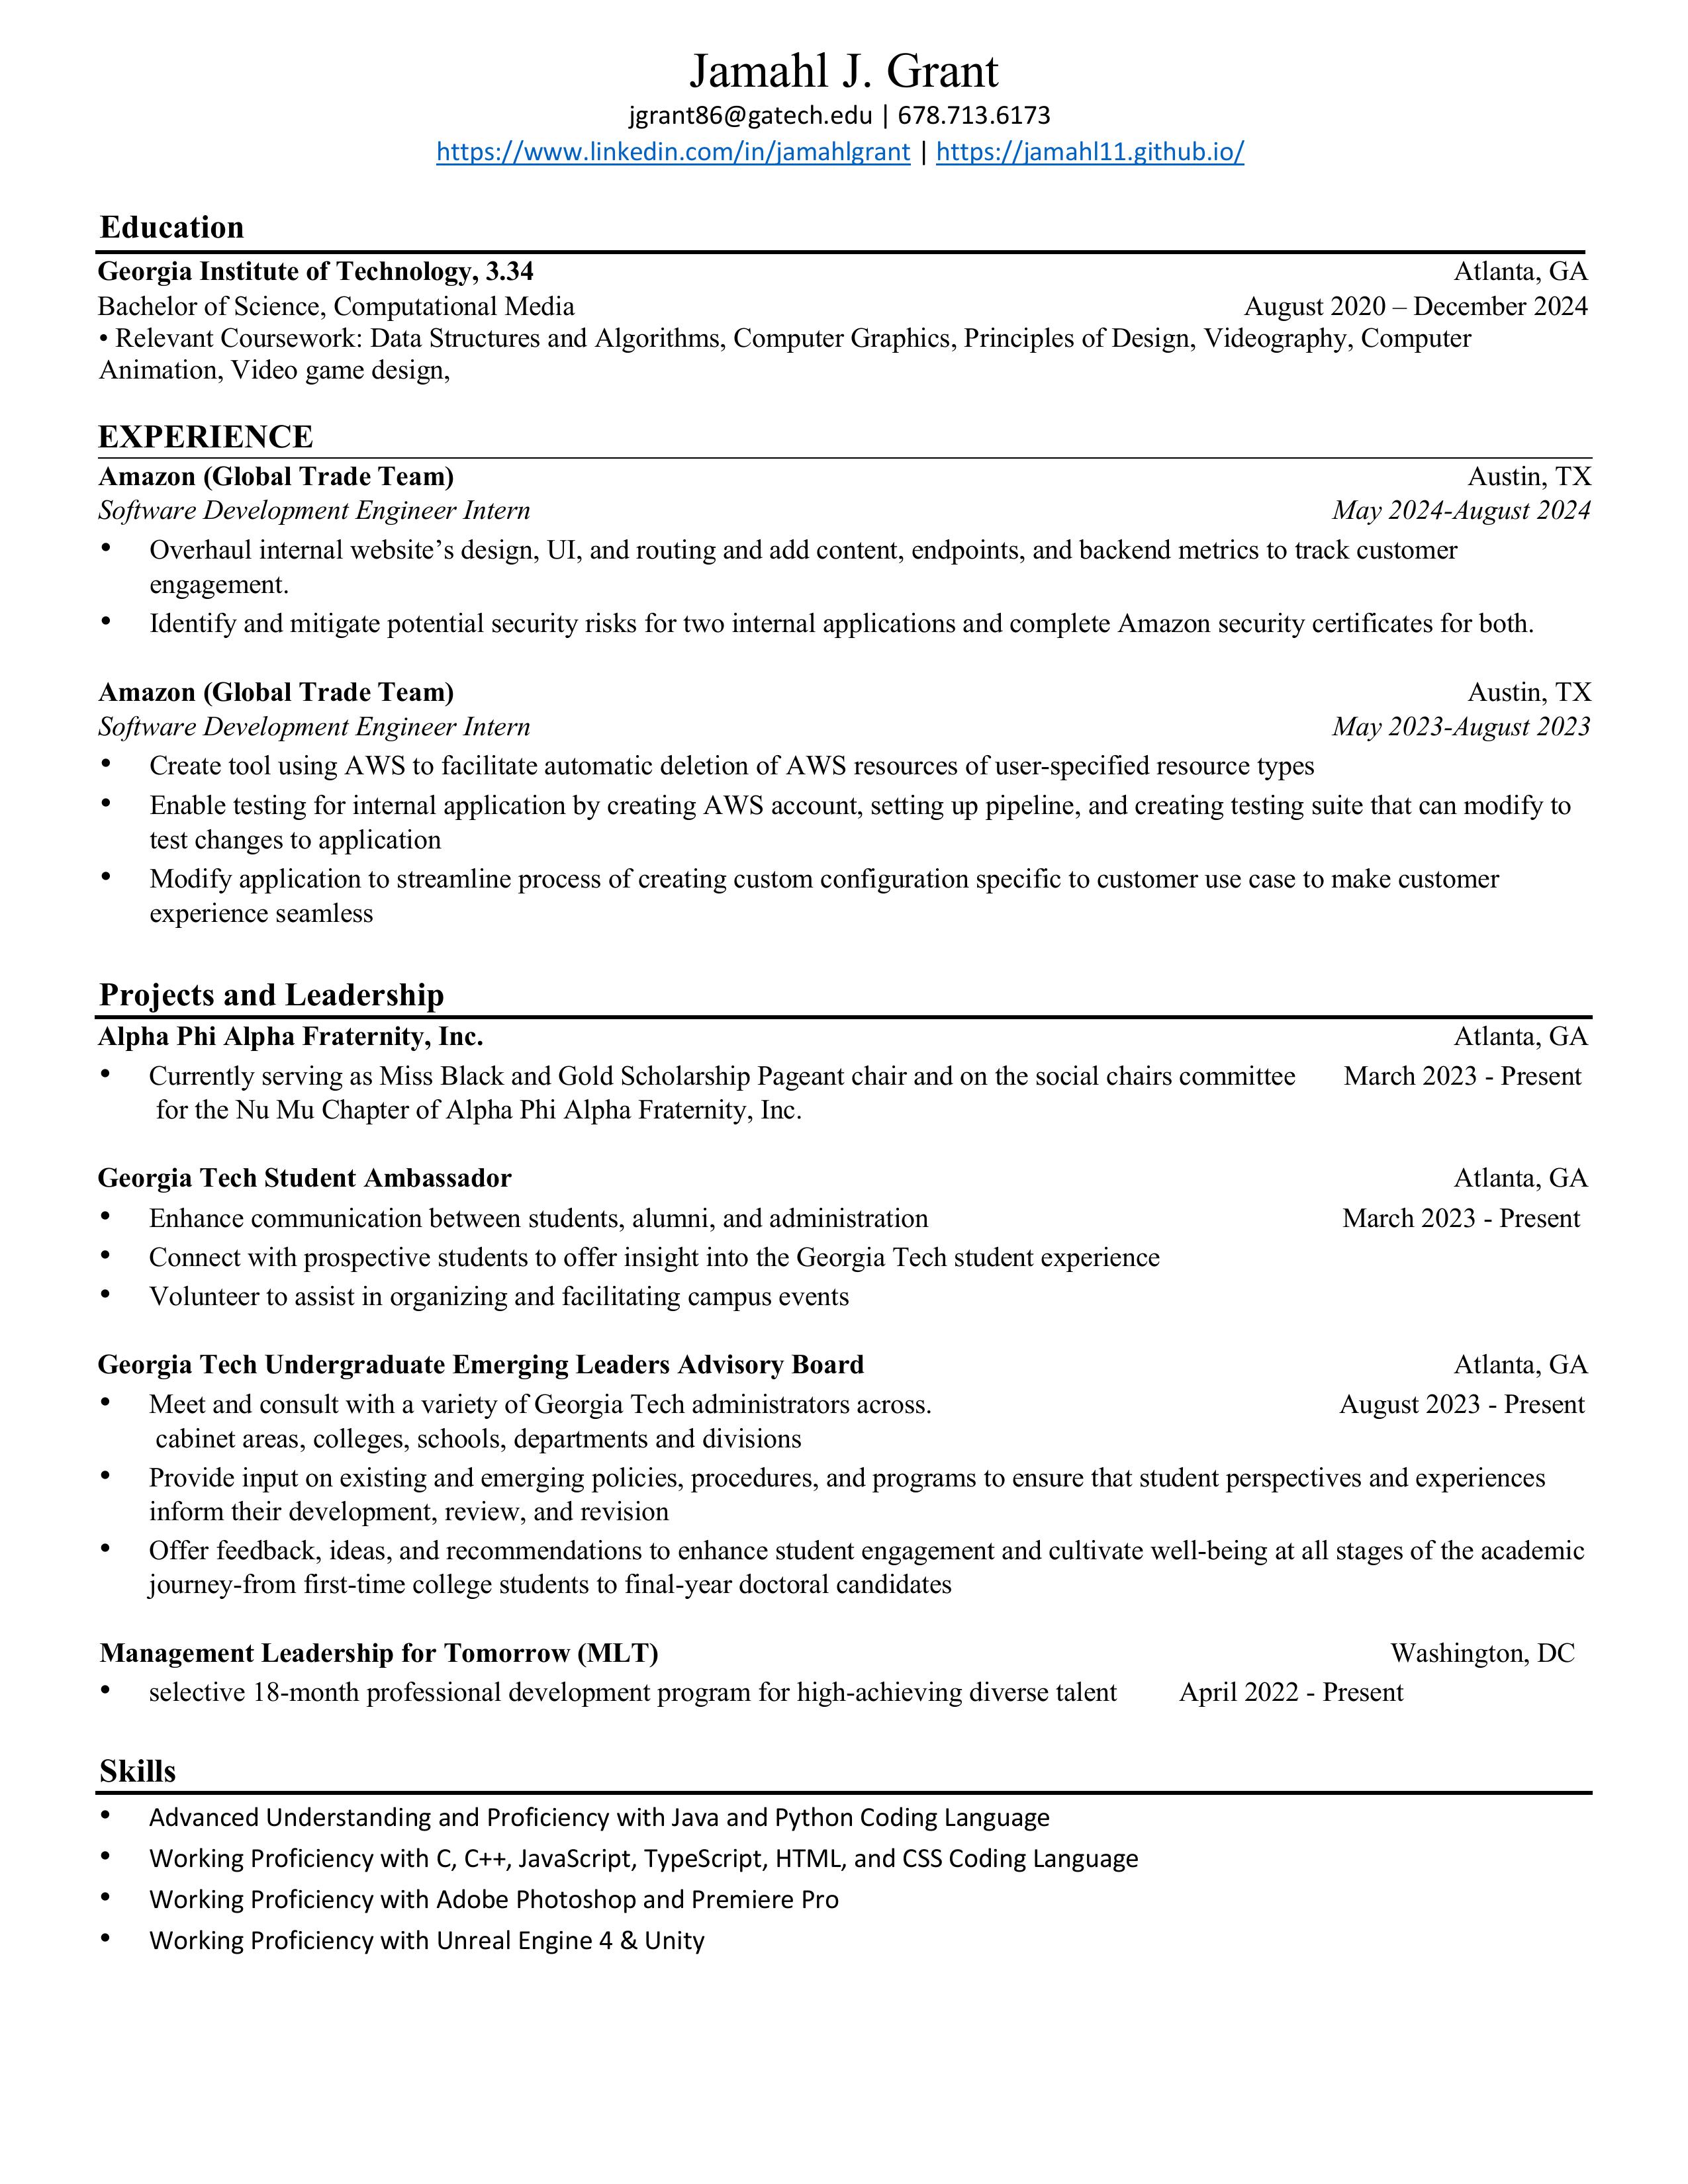 Jamahl J. Grant
jgrant86@gatech.edu | 678.713.6173
https://www.linkedin.com/in/jamahlgrant | https://jamahl11.github.io/
Education
Georgia Institute of Technology, 3.34 Atlanta, GA
Bachelor of Science, Computational Media August 2020 – December 2024
• Relevant Coursework: Data Structures and Algorithms, Computer Graphics, Principles of Design, Videography, Computer
Animation, Video game design,
EXPERIENCE
Amazon (Global Trade Team) Austin, TX
Software Development Engineer Intern May 2024-August 2024
• Overhaul internal website’s design, UI, and routing and add content, endpoints, and backend metrics to track customer
engagement.
• Identify and mitigate potential security risks for two internal applications and complete Amazon security certificates for both.
Amazon (Global Trade Team) Austin, TX
Software Development Engineer Intern May 2023-August 2023
• Create tool using AWS to facilitate automatic deletion of AWS resources of user-specified resource types
• Enable testing for internal application by creating AWS account, setting up pipeline, and creating testing suite that can modify to
test changes to application
• Modify application to streamline process of creating custom configuration specific to customer use case to make customer
experience seamless
Projects and Leadership
Alpha Phi Alpha Fraternity, Inc. Atlanta, GA
• Currently serving as Miss Black and Gold Scholarship Pageant chair and on the social chairs committee March 2023 - Present
for the Nu Mu Chapter of Alpha Phi Alpha Fraternity, Inc.
Georgia Tech Student Ambassador Atlanta, GA
• Enhance communication between students, alumni, and administration March 2023 - Present
• Connect with prospective students to offer insight into the Georgia Tech student experience
• Volunteer to assist in organizing and facilitating campus events
Georgia Tech Undergraduate Emerging Leaders Advisory Board Atlanta, GA
• Meet and consult with a variety of Georgia Tech administrators across. August 2023 - Present
cabinet areas, colleges, schools, departments and divisions
• Provide input on existing and emerging policies, procedures, and programs to ensure that student perspectives and experiences
inform their development, review, and revision
• Offer feedback, ideas, and recommendations to enhance student engagement and cultivate well-being at all stages of the academic
journey-from first-time college students to final-year doctoral candidates
Management Leadership for Tomorrow (MLT) Washington, DC
• selective 18-month professional development program for high-achieving diverse talent April 2022 - Present
Skills
• Advanced Understanding and Proficiency with Java and Python Coding Language
• Working Proficiency with C, C++, JavaScript, TypeScript, HTML, and CSS Coding Language
• Working Proficiency with Adobe Photoshop and Premiere Pro
• Working Proficiency with Unreal Engine 4 & Unity